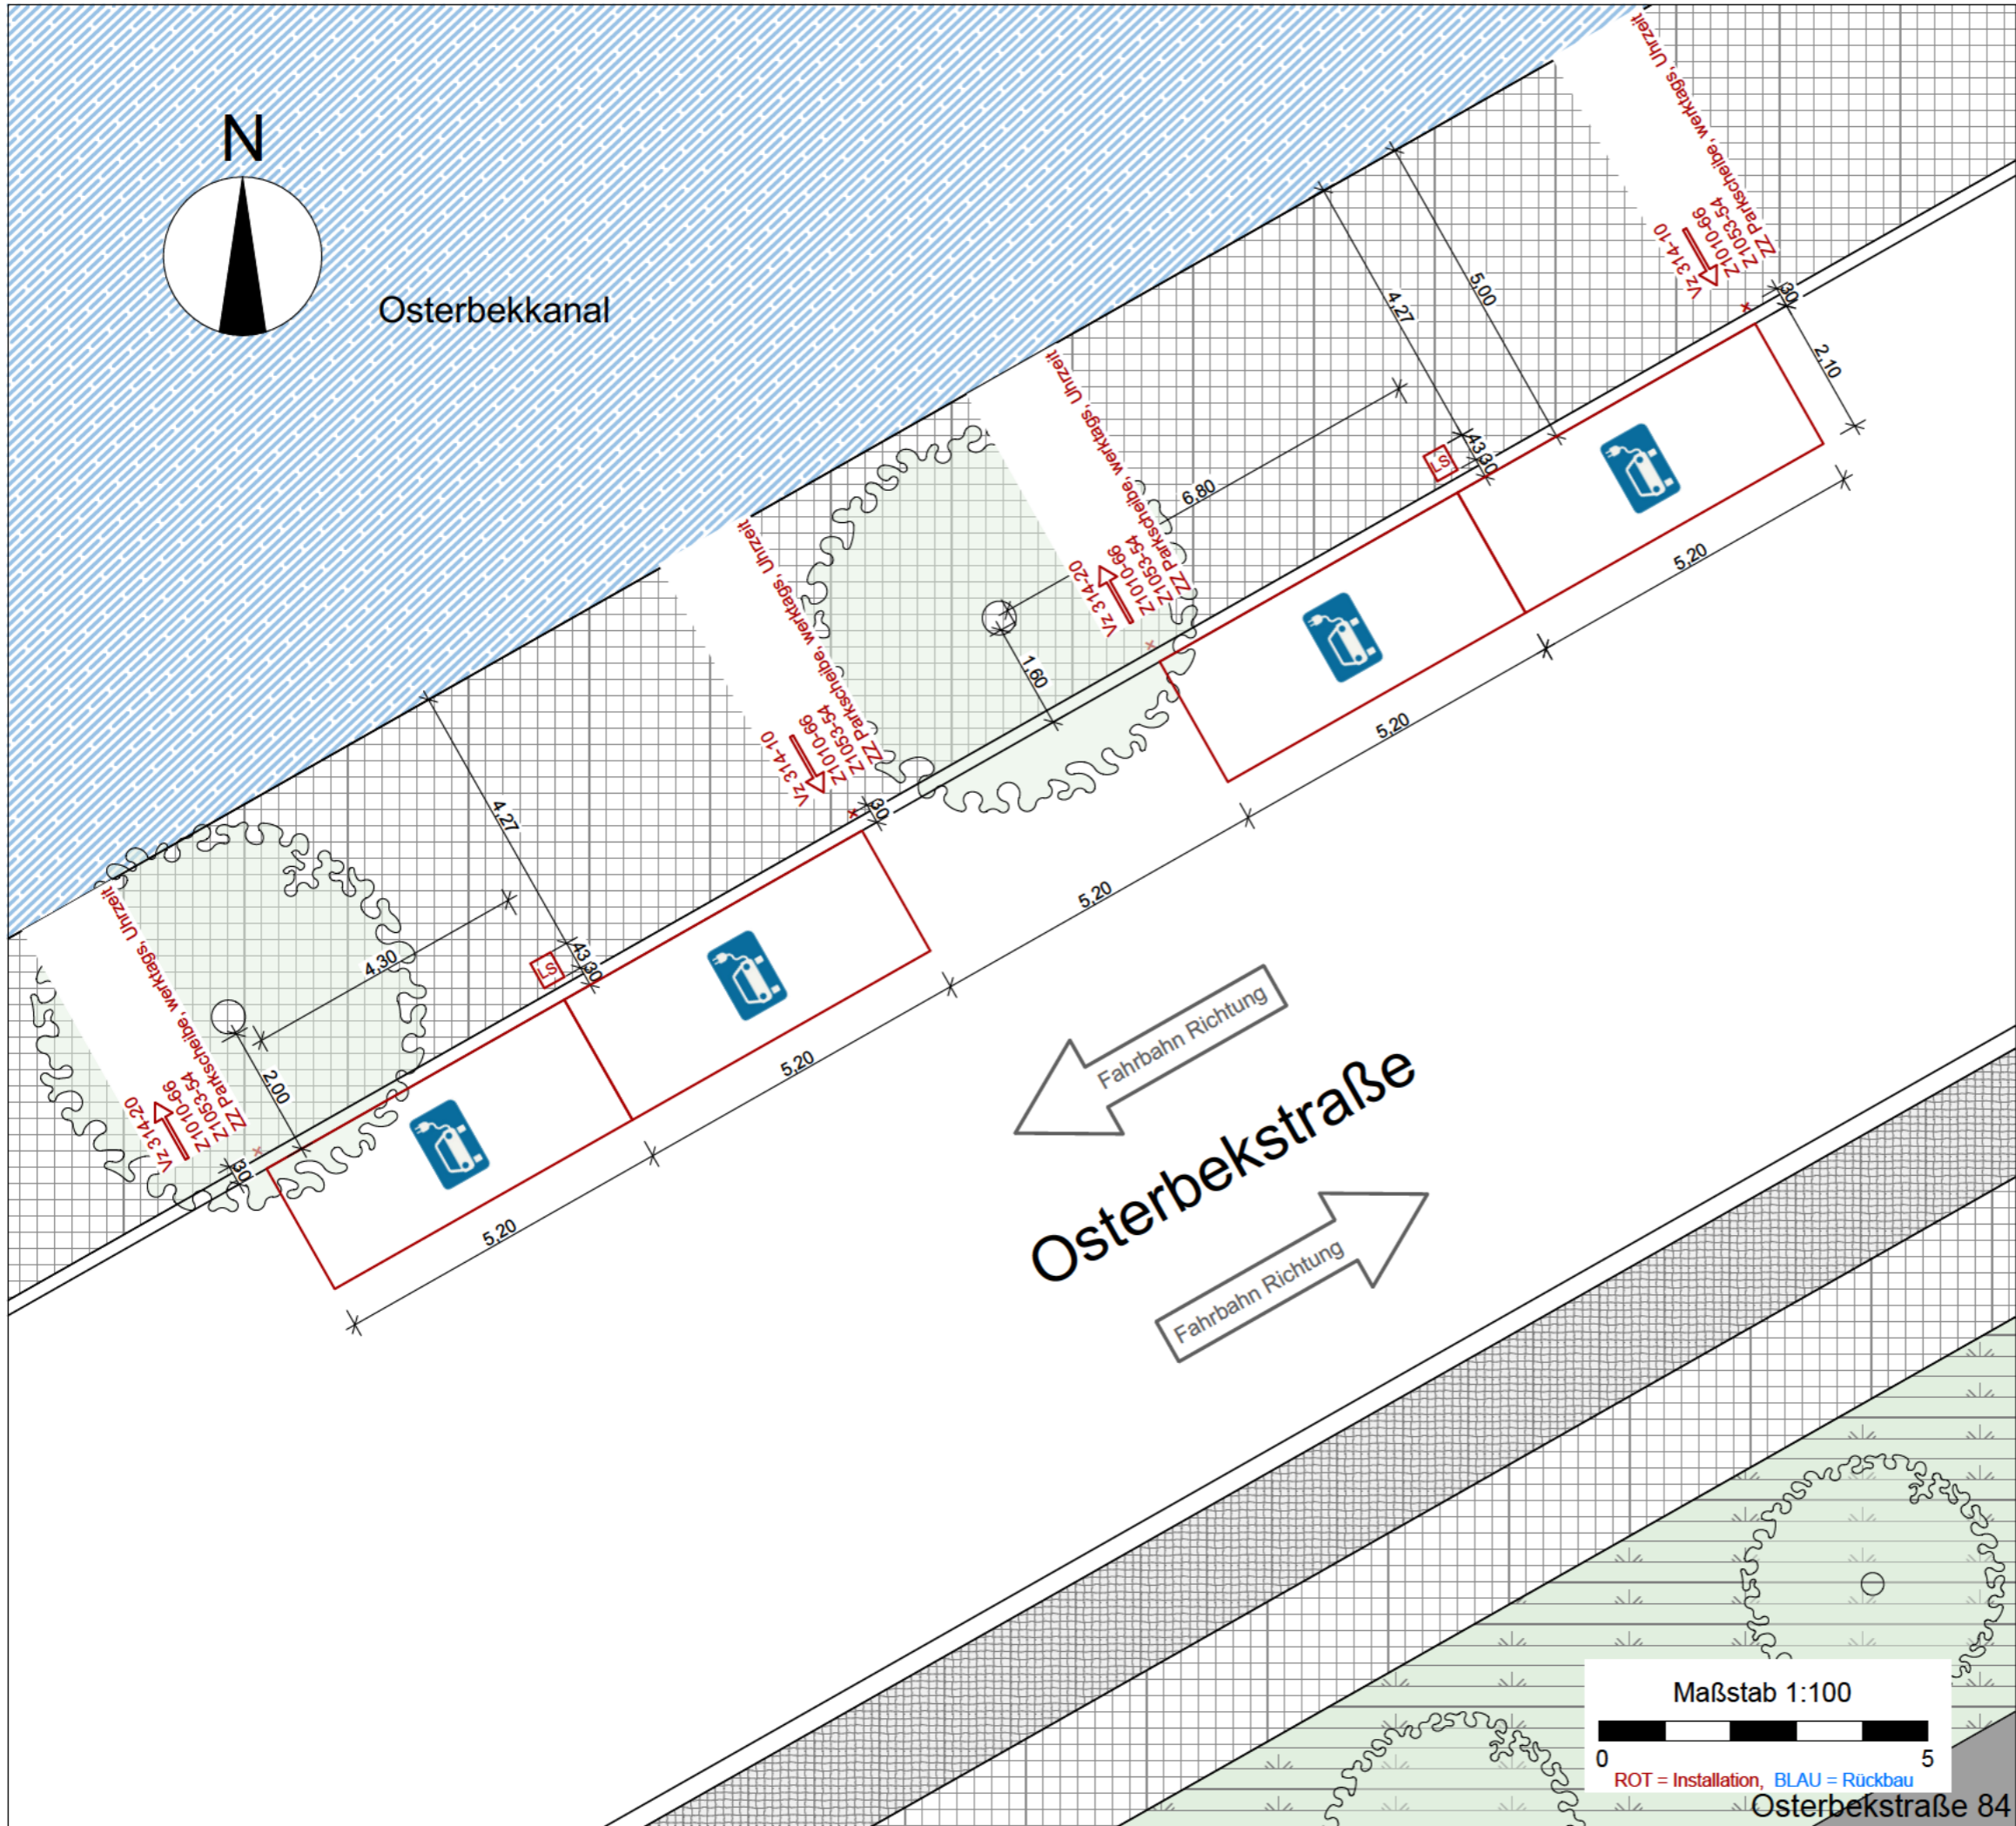 N
Osterbekkanal
Vz 314-10
Z1010-66
Z1053-54
ZZ Parkscheibe, werktags, Uhrzeit
30
2,10
5,00
4,27
43
30
LS
6,80
5,20
Vz 314-20
Z1010-66
Z1053-54
ZZ Parkscheibe, werktags, Uhrzeit
1,60
5,20
Vz 314-10
Z1010-66
Z1053-54
ZZ Parkscheibe, werktags, Uhrzeit
30
5,20
4,27
43
30
LS
4,30
5,20
Vz 314-20
Z1010-66
Z1053-54
ZZ Parkscheibe, werktags, Uhrzeit
2,00
30
5,20
Fahrbahn Richtung
Osterbekstraße
Fahrbahn Richtung
Maßstab 1:100
0 5
ROT = Installation, BLAU = Rückbau
Osterbekstraße 84